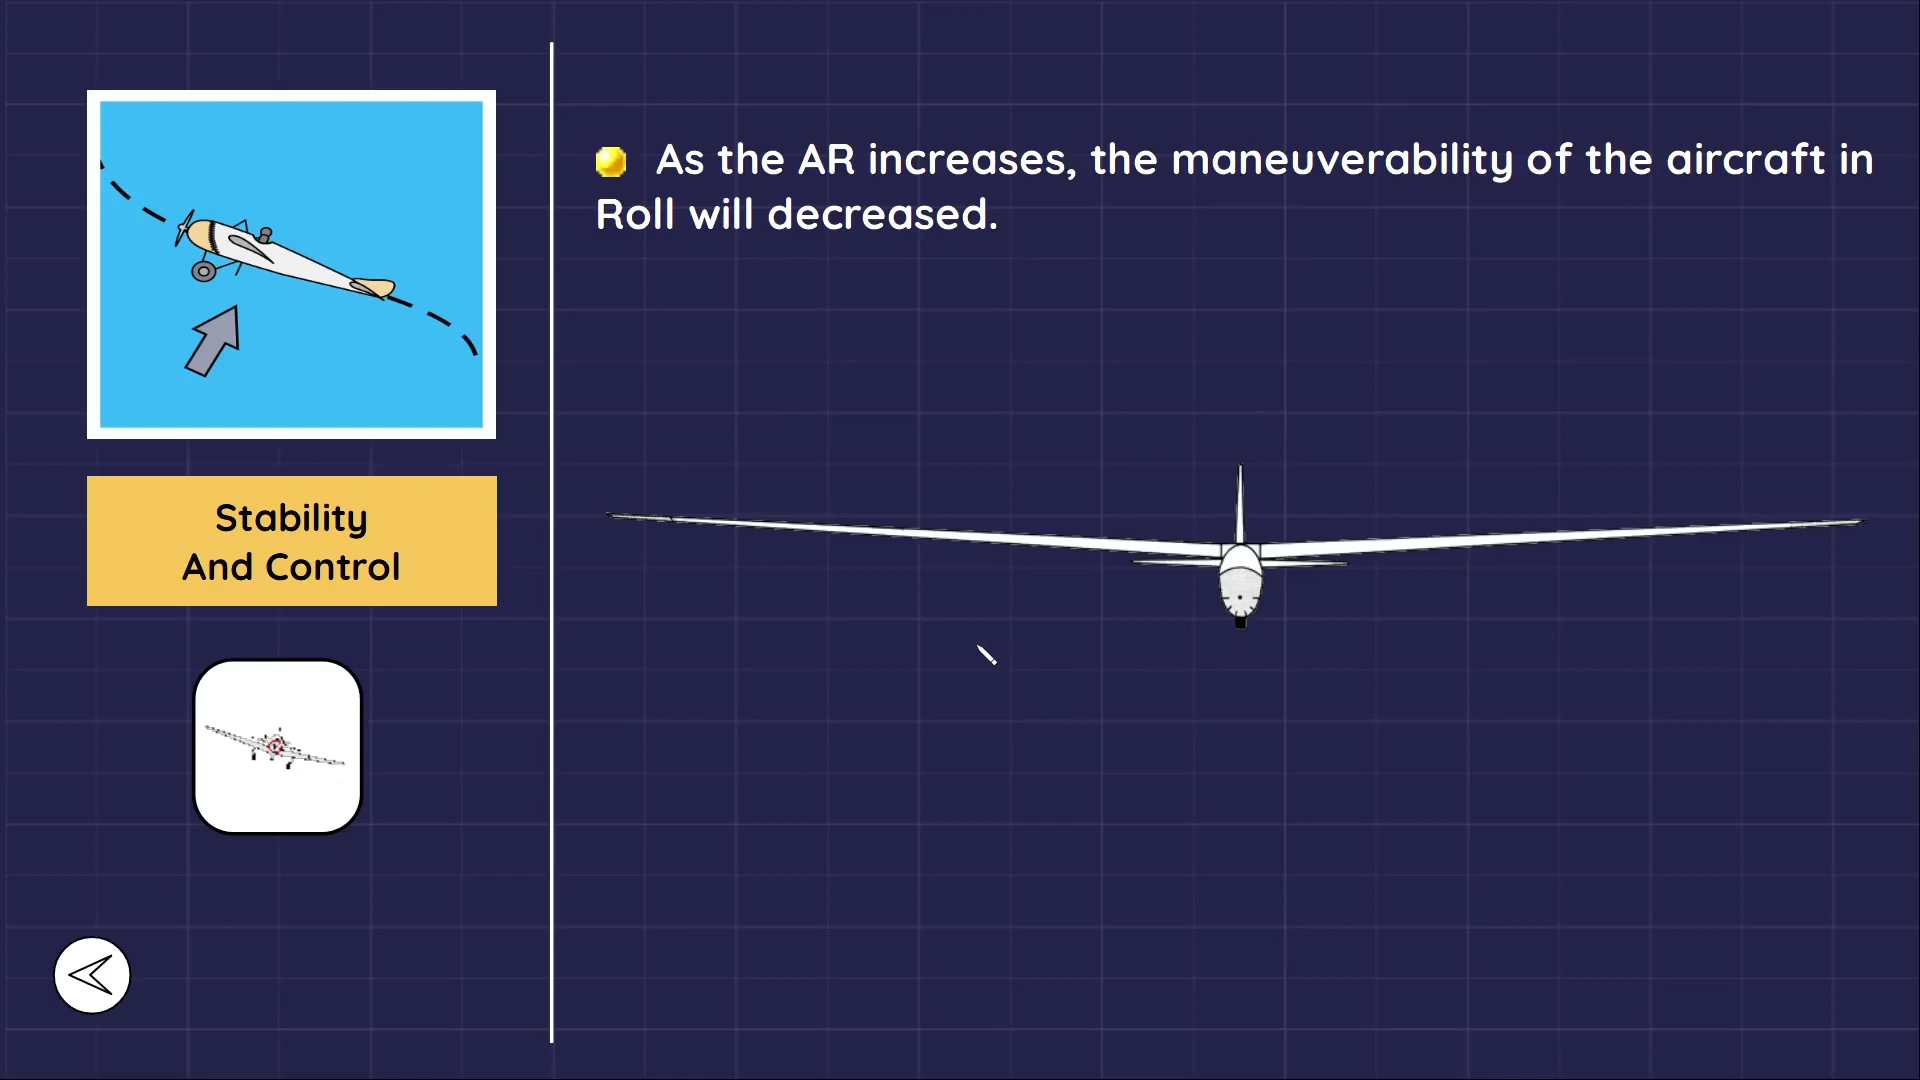 As the AR increases, the maneuverability of the aircraft in
Roll will decreased.
Stability
And Control